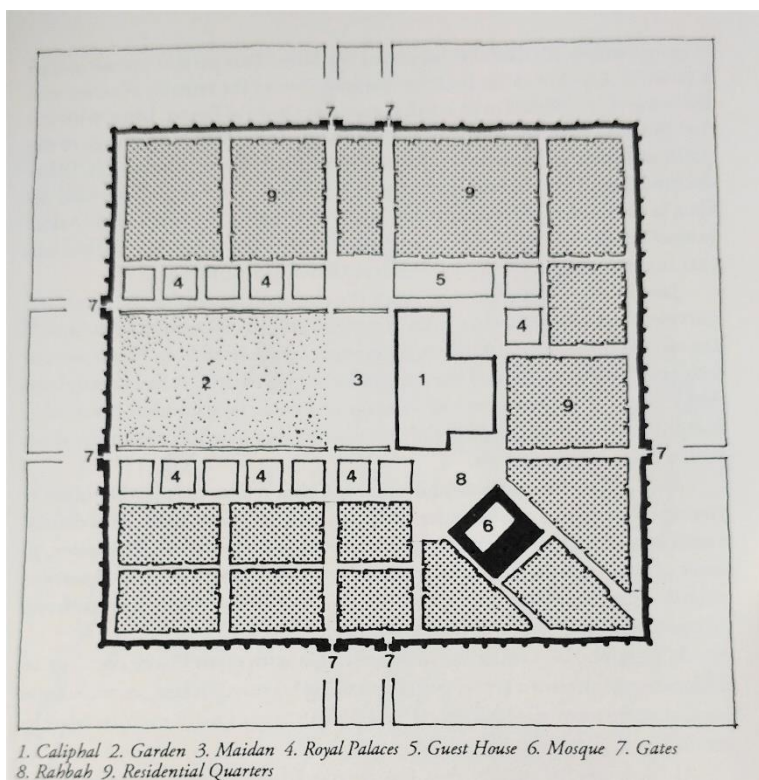 7 7
9 9
4 4 5
7
4
2 3 1
9
7 7
4 4 4 8
6
7 7
1. Caliphal 2. Garden 3. Maidan 4. Royal Palaces 5. Guest House 6. Mosque 7. Gates
8. Rahbah 9. Residential Quarters